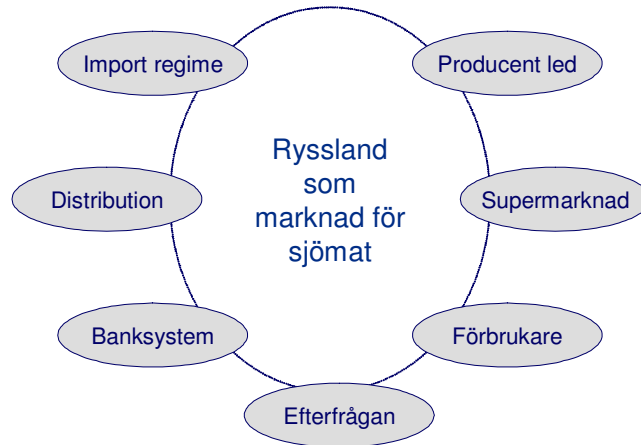 Import regime
Producent led
Ryssland
som
marknad för
sjömat
Distribution
Supermarknad
Banksystem
Förbrukare
Efterfrågan